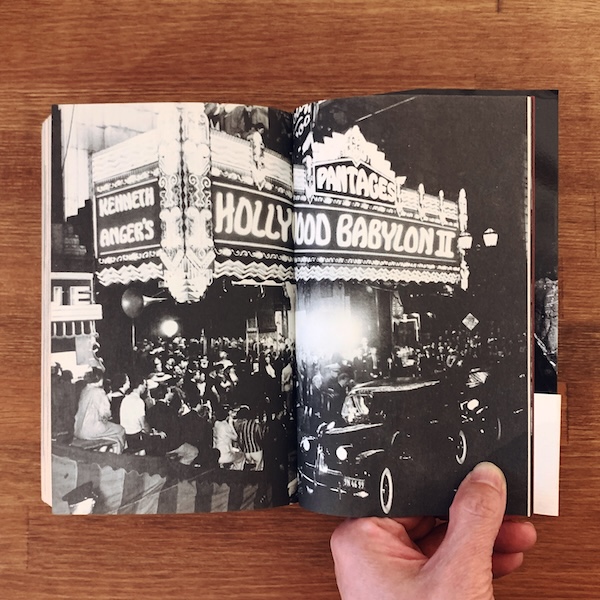 PANTAGES
KENNETH
ANGER'S
HOLLYWOOD BABYLON II